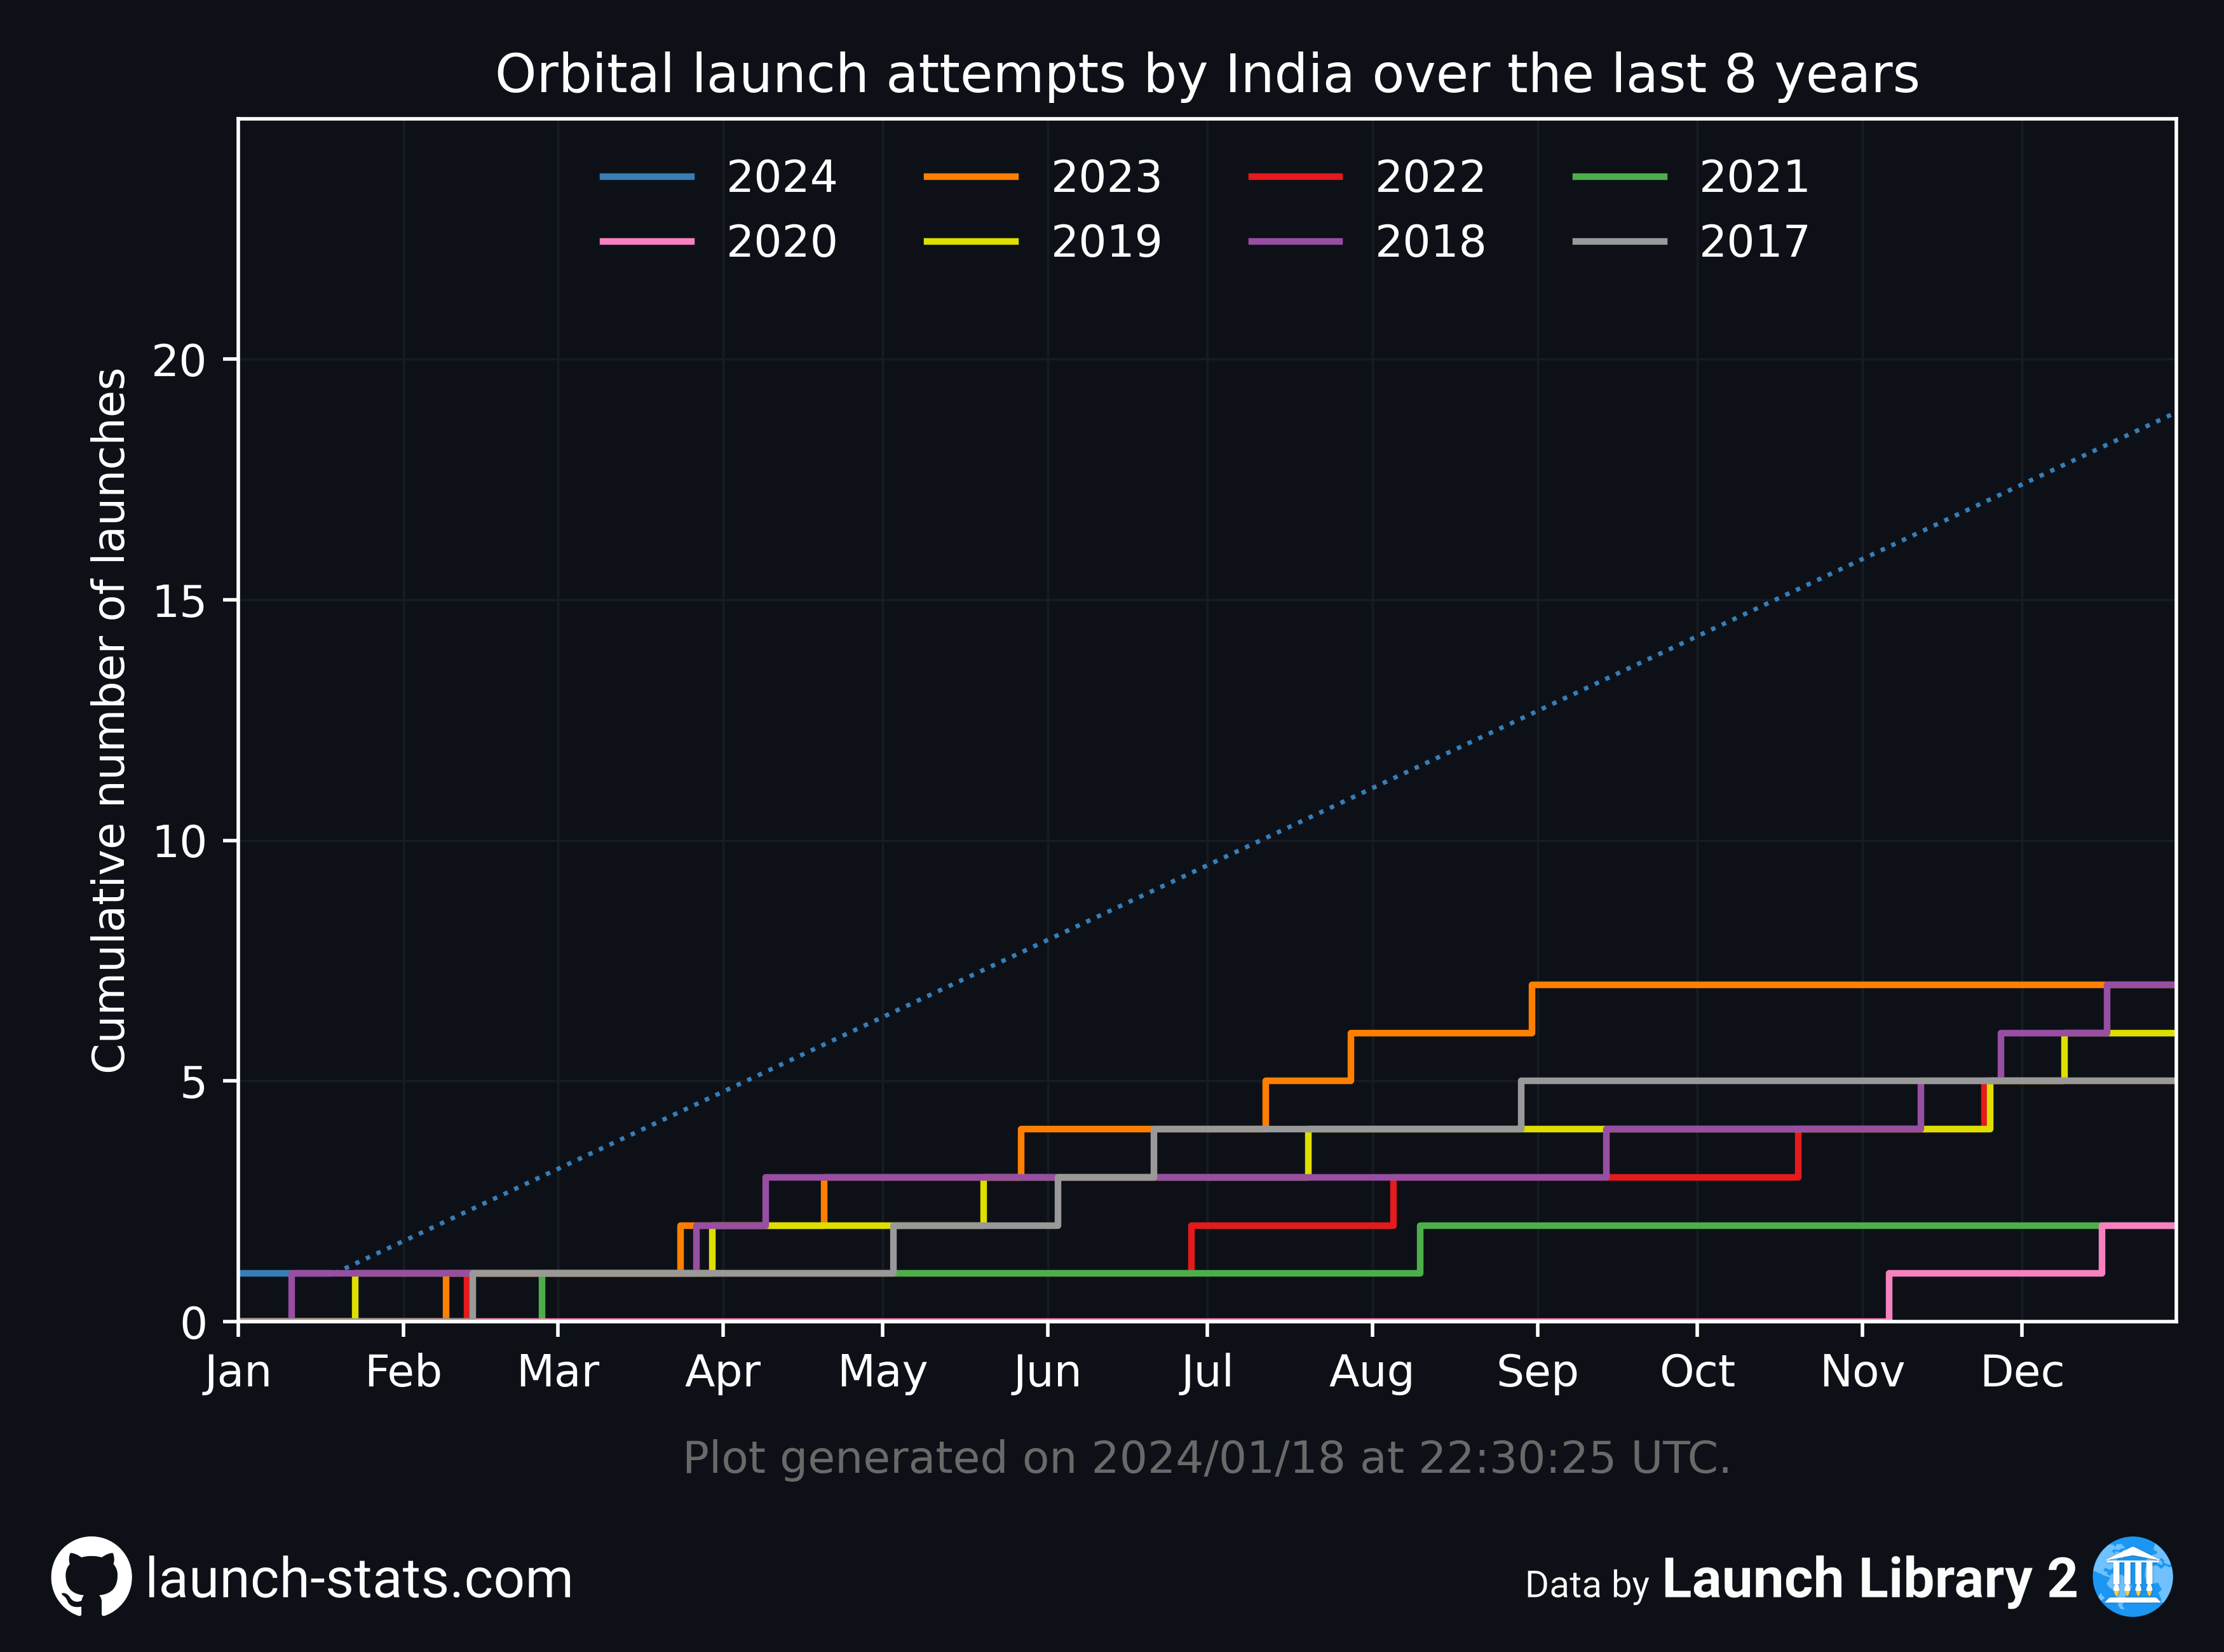 Orbital launch attempts by India over the last 8 years
2024 2023 2022 2021
2020 2019 2018 2017
Cumulative number of launches
20
15
10
5
0
Jan Feb Mar Apr May Jun Jul Aug Sep Oct Nov Dec
Plot generated on 2024/01/18 at 22:30:25 UTC.
launch-stats.com
Data by Launch Library 2